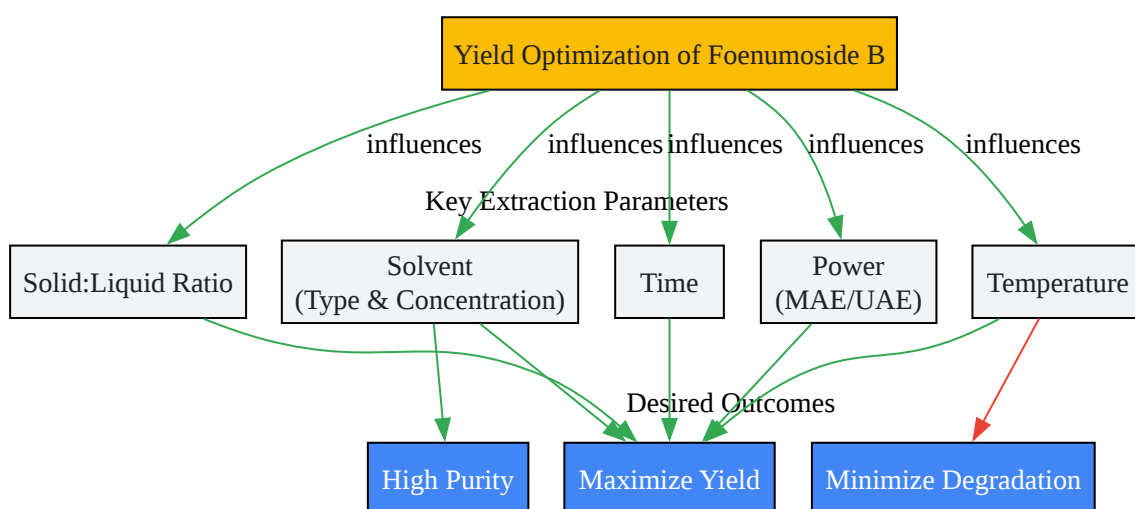 Yield Optimization of Foenumoside B
influences
influences
influences
influences
influences
Key Extraction Parameters
Solid:Liquid Ratio
Solvent
(Type & Concentration)
Time
Power
(MAE/UAE)
Temperature
Desired Outcomes
High Purity
Maximize Yield
Minimize Degradation